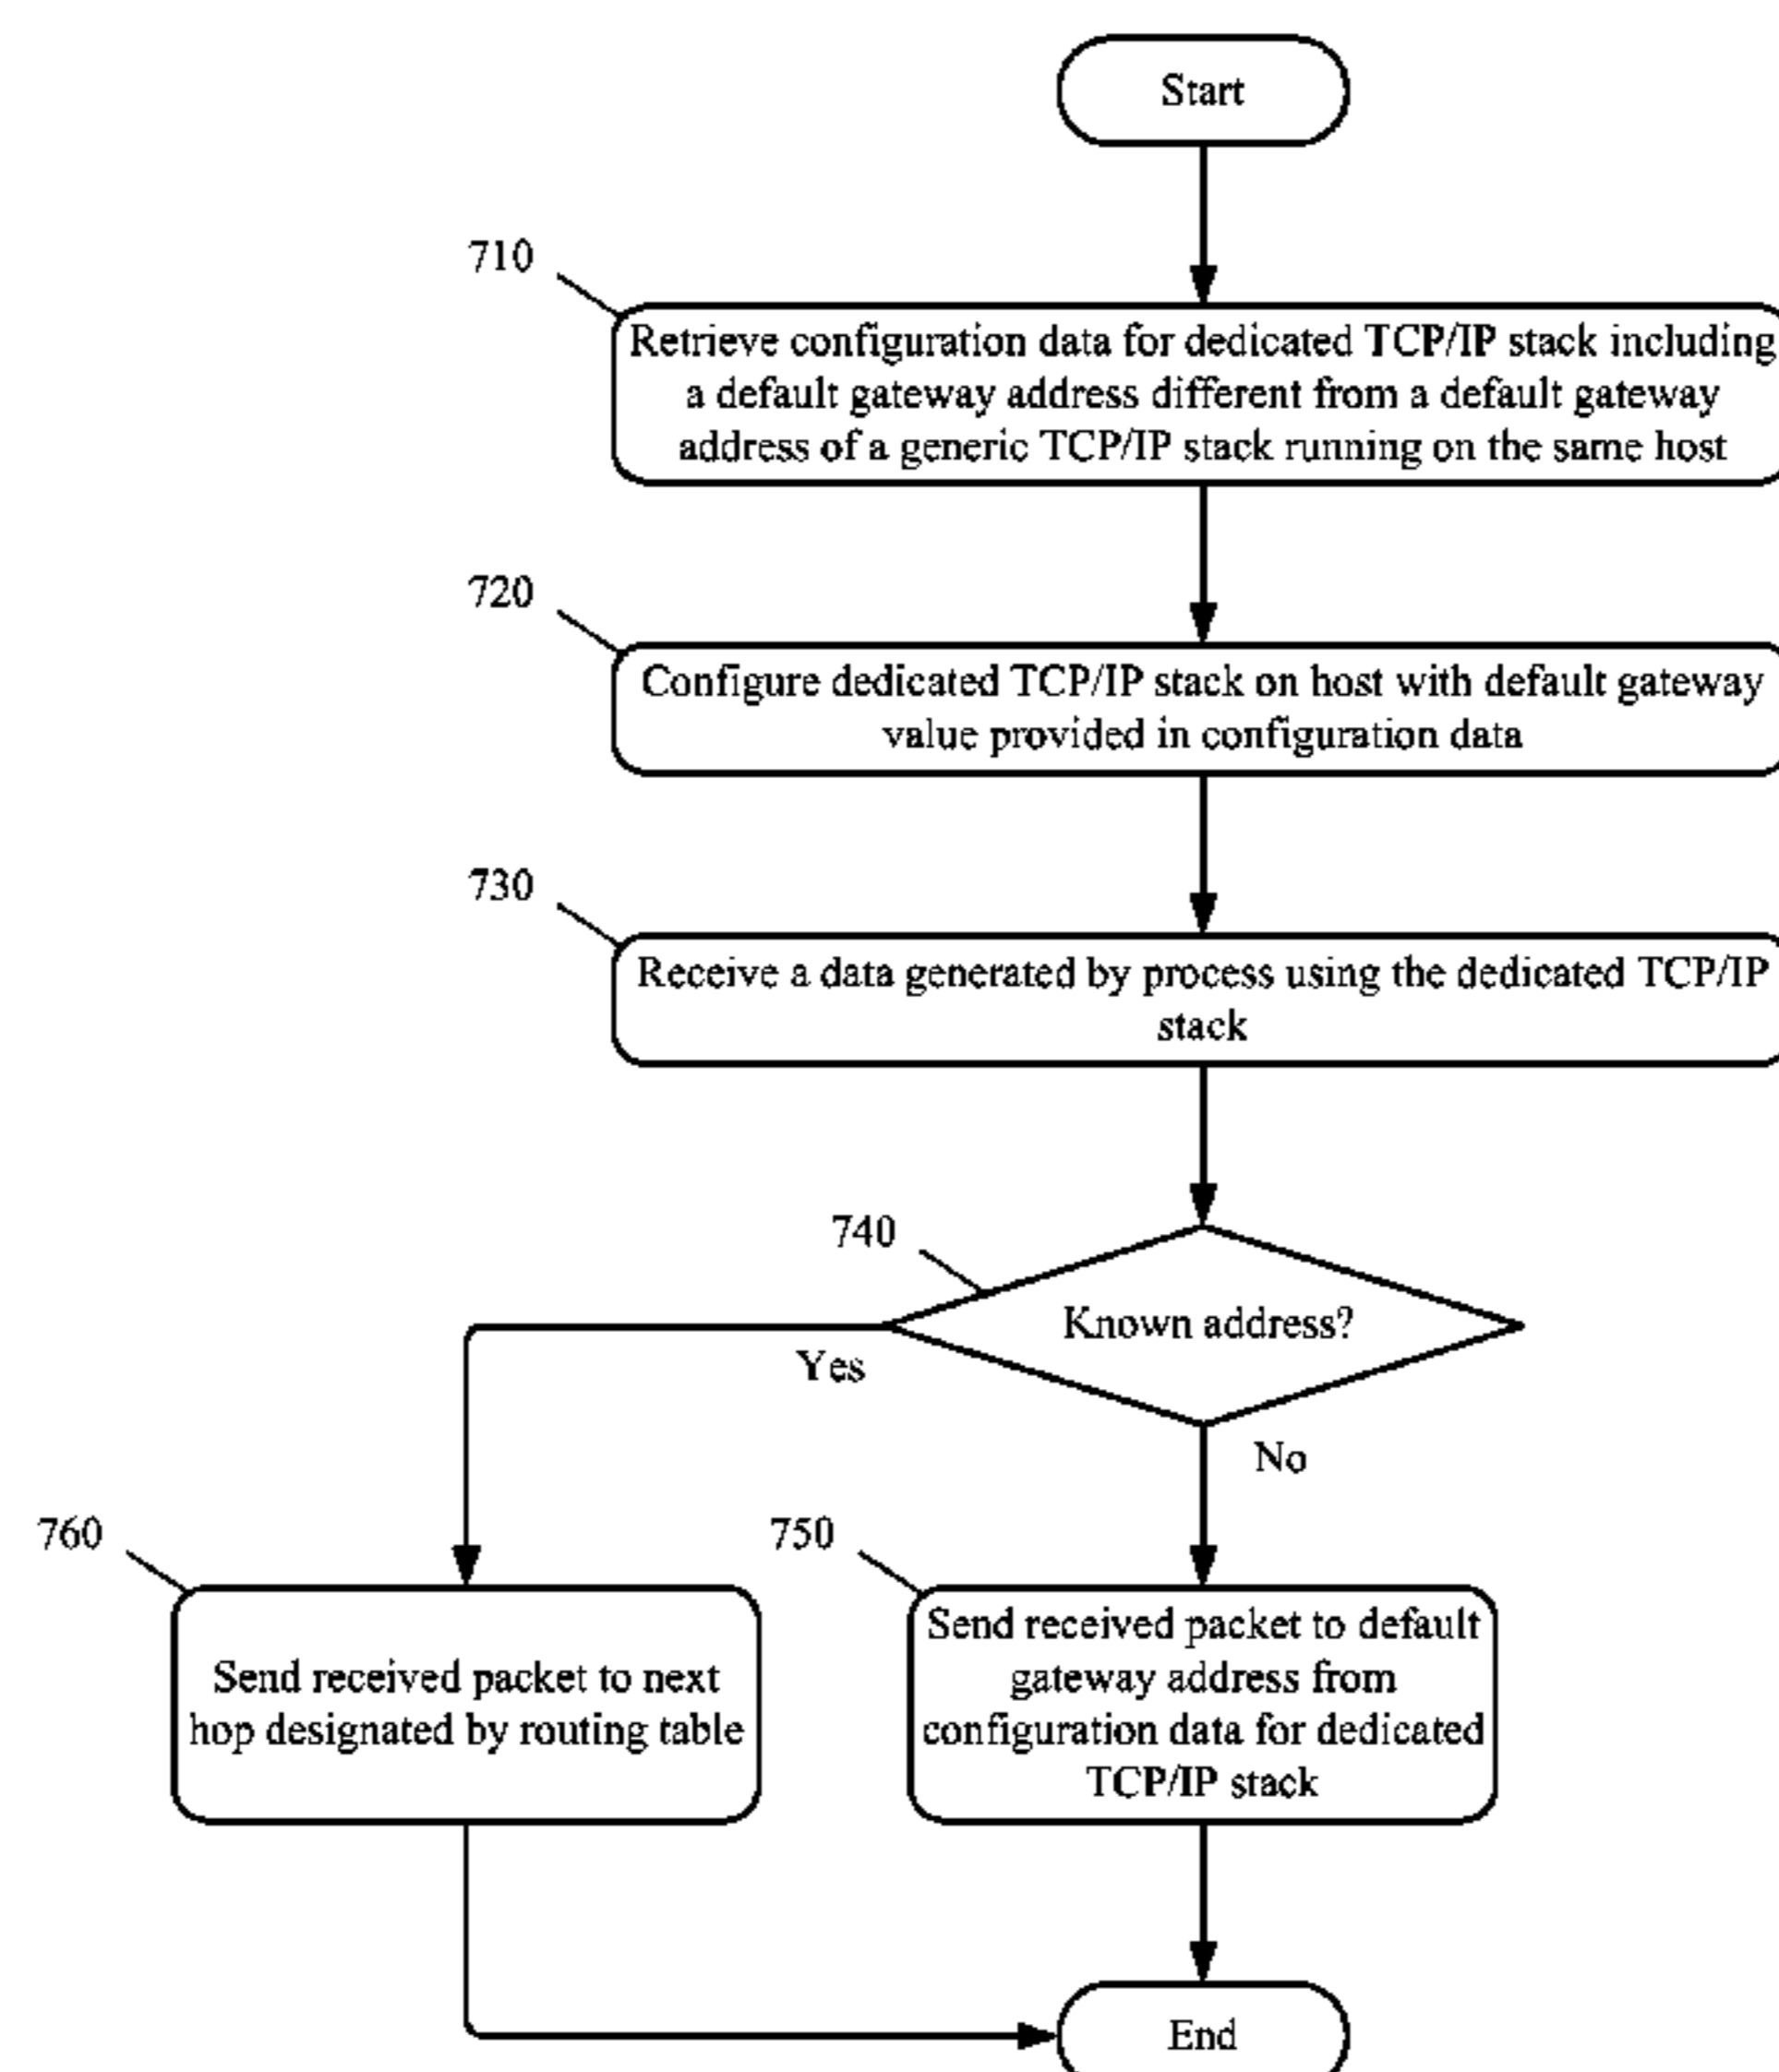 Start
710
Retrieve configuration data for dedicated TCP/IP stack including
a default gateway address different from a default gateway
address of a generic TCP/IP stack running on the same host
720
Configure dedicated TCP/IP stack on host with default gateway
value provided in configuration data
730
Receive a data generated by process using the dedicated TCP/IP
stack
740
Known address?
Yes
No
760
Send received packet to next
hop designated by routing table
750
Send received packet to default
gateway address from
configuration data for dedicated
TCP/IP stack
End